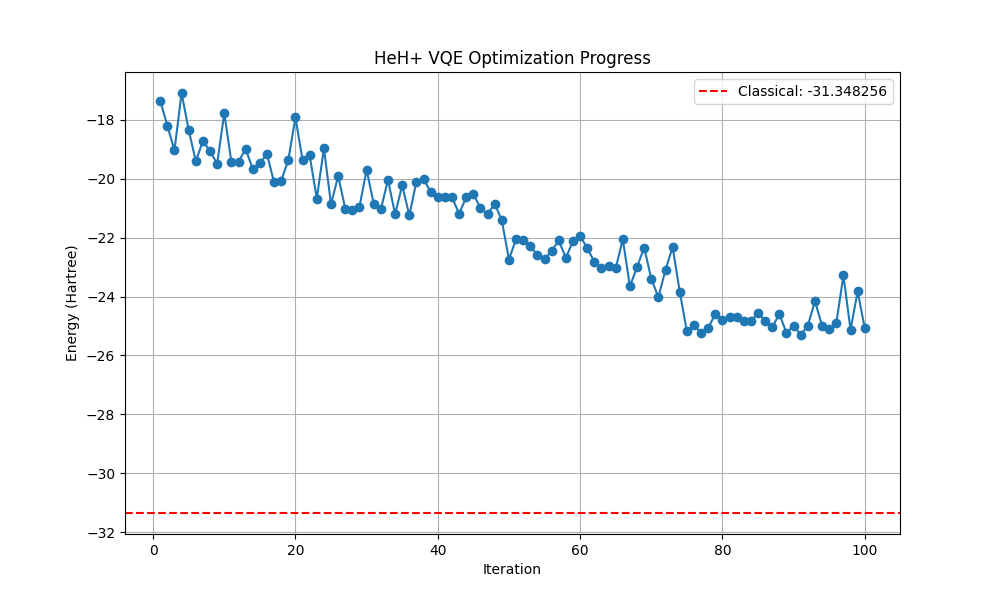 HeH+ VQE Optimization Progress
Classical: -31.348256
Energy (Hartree)
−18
−20
−22
−24
−26
−28
−30
−32
0 20 40 60 80 100
Iteration